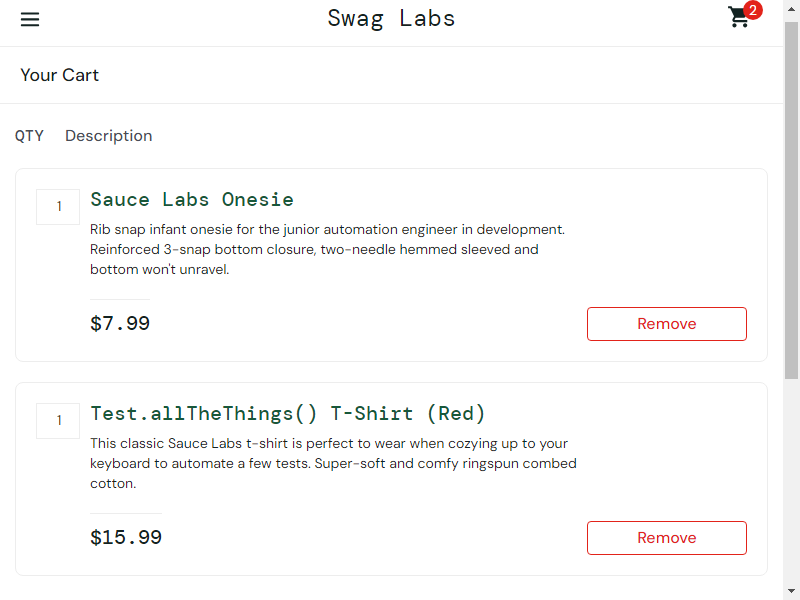 Swag Labs
2
Your Cart
QTY Description
1
Sauce Labs Onesie
Rib snap infant onesie for the junior automation engineer in development.
Reinforced 3-snap bottom closure, two-needle hemmed sleeved and
bottom won't unravel.
$7.99
Remove
1
Test.allTheThings() T-Shirt (Red)
This classic Sauce Labs t-shirt is perfect to wear when cozying up to your
keyboard to automate a few tests. Super-soft and comfy ringspun combed
cotton.
$15.99
Remove